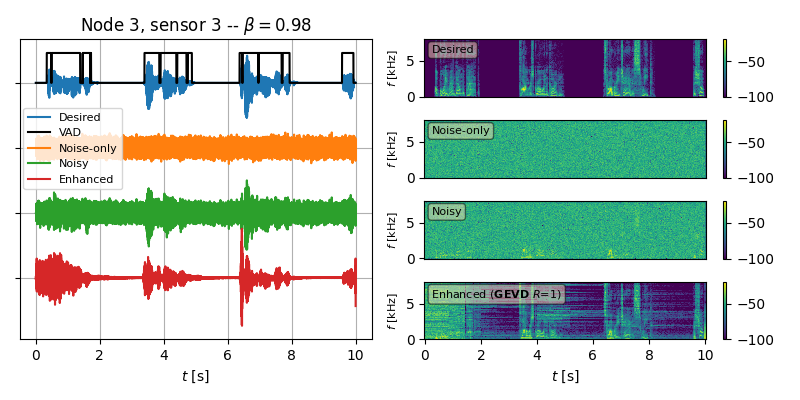 Node 3, sensor 3 -- β = 0.98
Desired
VAD
Noise-only
Noisy
Enhanced
0 2 4 6 8 10
t [s]
Desired
f [kHz]
5
0
−50
−100
Noise-only
f [kHz]
5
0
−50
−100
Noisy
f [kHz]
5
0
−50
−100
Enhanced (GEVD R=1)
f [kHz]
5
0
−50
−100
0 2 4 6 8 10
t [s]